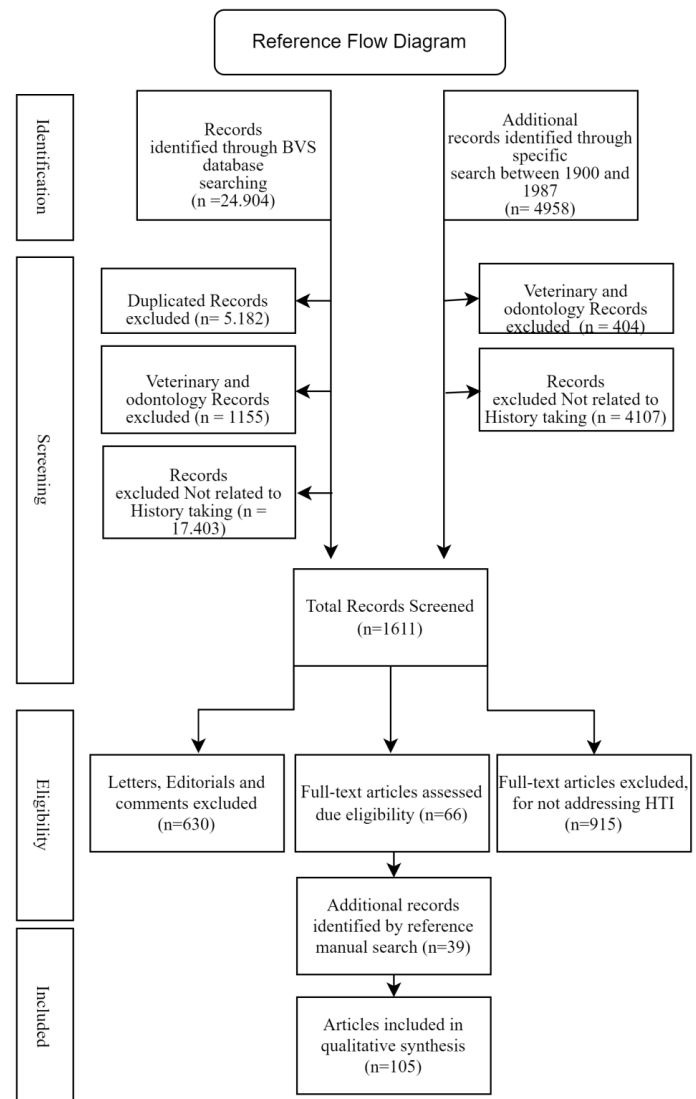 Reference Flow Diagram
Identification
Records
identified through BVS
database
searching
(n =24.904)
Additional
records identified through
specific
search between 1900 and
1987
(n= 4958)
Screening
Duplicated Records
excluded (n= 5.182)
Veterinary and
odontology Records
excluded (n = 404)
Veterinary and
odontology Records
excluded (n = 1155)
Records
excluded Not related to
History taking (n = 4107)
Records
excluded Not related to
History taking (n =
17.403)
Total Records Screened
(n=1611)
Eligibility
Letters, Editorials and
comments excluded
(n=630)
Full-text articles assessed
due eligibility (n=66)
Full-text articles excluded,
for not addressing HTI
(n=915)
Additional records
identified by reference
manual search (n=39)
Included
Articles included in
qualitative synthesis
(n=105)